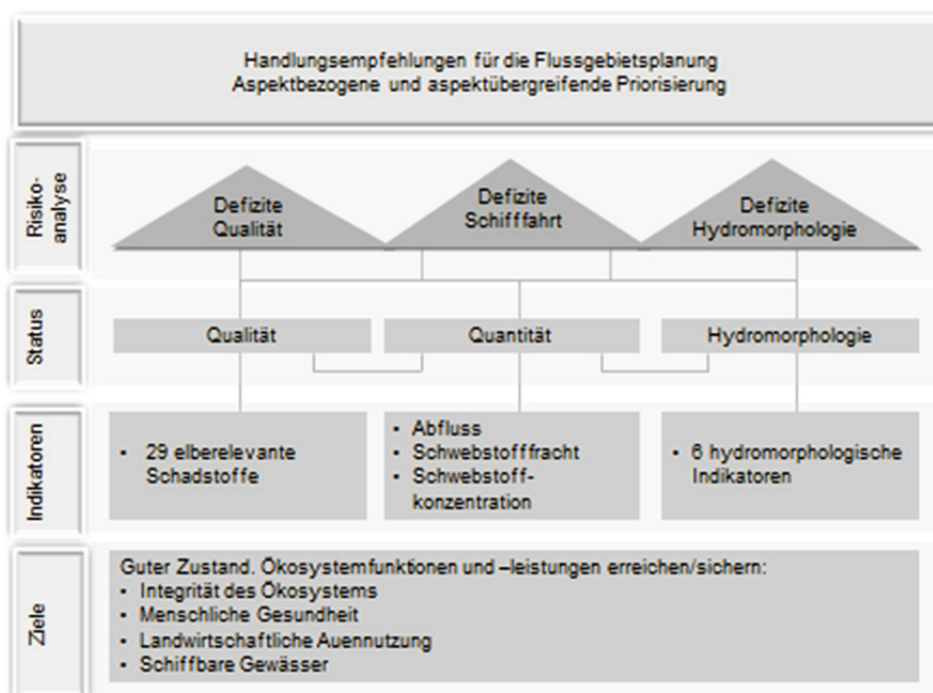 Handlungsempfehlungen für die Flussgebietsplanung
Aspektbezogene und aspektübergreifende Priorisierung
Risiko-
analyse
Defizite
Qualität
Defizite
Schifffahrt
Defizite
Hydromorphologie
Status
Qualität
Quantität
Hydromorphologie
Indikatoren
• 29 elberelevante
Schadstoffe
• Abfluss
• Schwebstofffracht
• Schwebstoff-
konzentration
• 6 hydromorphologische
Indikatoren
Ziele
Guter Zustand. Ökosystemfunktionen und –leistungen erreichen/sichern:
• Integrität des Ökosystems
• Menschliche Gesundheit
• Landwirtschaftliche Auennutzung
• Schiffbare Gewässer